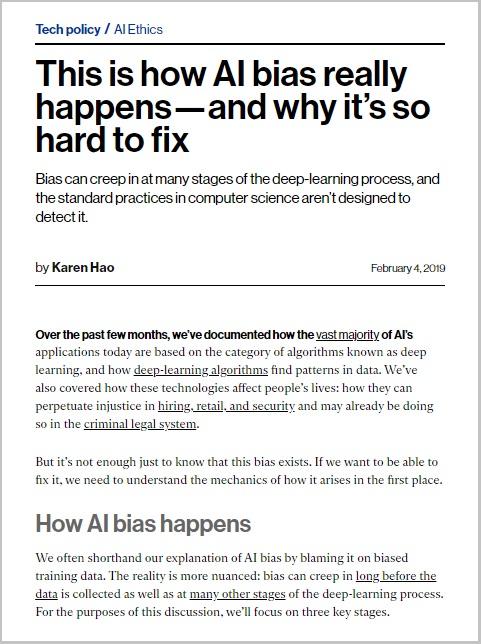 Tech policy / AI Ethics
This is how AI bias really
happens—and why it's so
hard to fix
Bias can creep in at many stages of the deep-learning process, and
the standard practices in computer science aren't designed to
detect it.
by Karen Hao
February 4, 2019
Over the past few months, we've documented how the vast majority of AI's
applications today are based on the category of algorithms known as deep
learning, and how deep-learning algorithms find patterns in data. We've
also covered how these technologies affect people's lives: how they can
perpetuate injustice in hiring, retail, and security and may already be doing
so in the criminal legal system.
But it's not enough just to know that this bias exists. If we want to be able to
fix it, we need to understand the mechanics of how it arises in the first place.
How AI bias happens
We often shorthand our explanation of AI bias by blaming it on biased
training data. The reality is more nuanced: bias can creep in long before the
data is collected as well as at many other stages of the deep-learning process.
For the purposes of this discussion, we'll focus on three key stages.